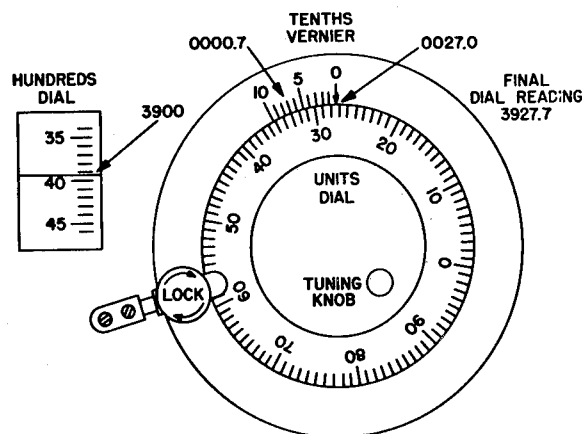 TENTHS
VERNIER
0000.7
0027.0
HUNDREDS
DIAL
3900
FINAL
DIAL READING
3927.7
35
40
45
10
5
0
30
20
10
0
90
80
70
60
50
40
UNITS
DIAL
TUNING
KNOB
LOCK